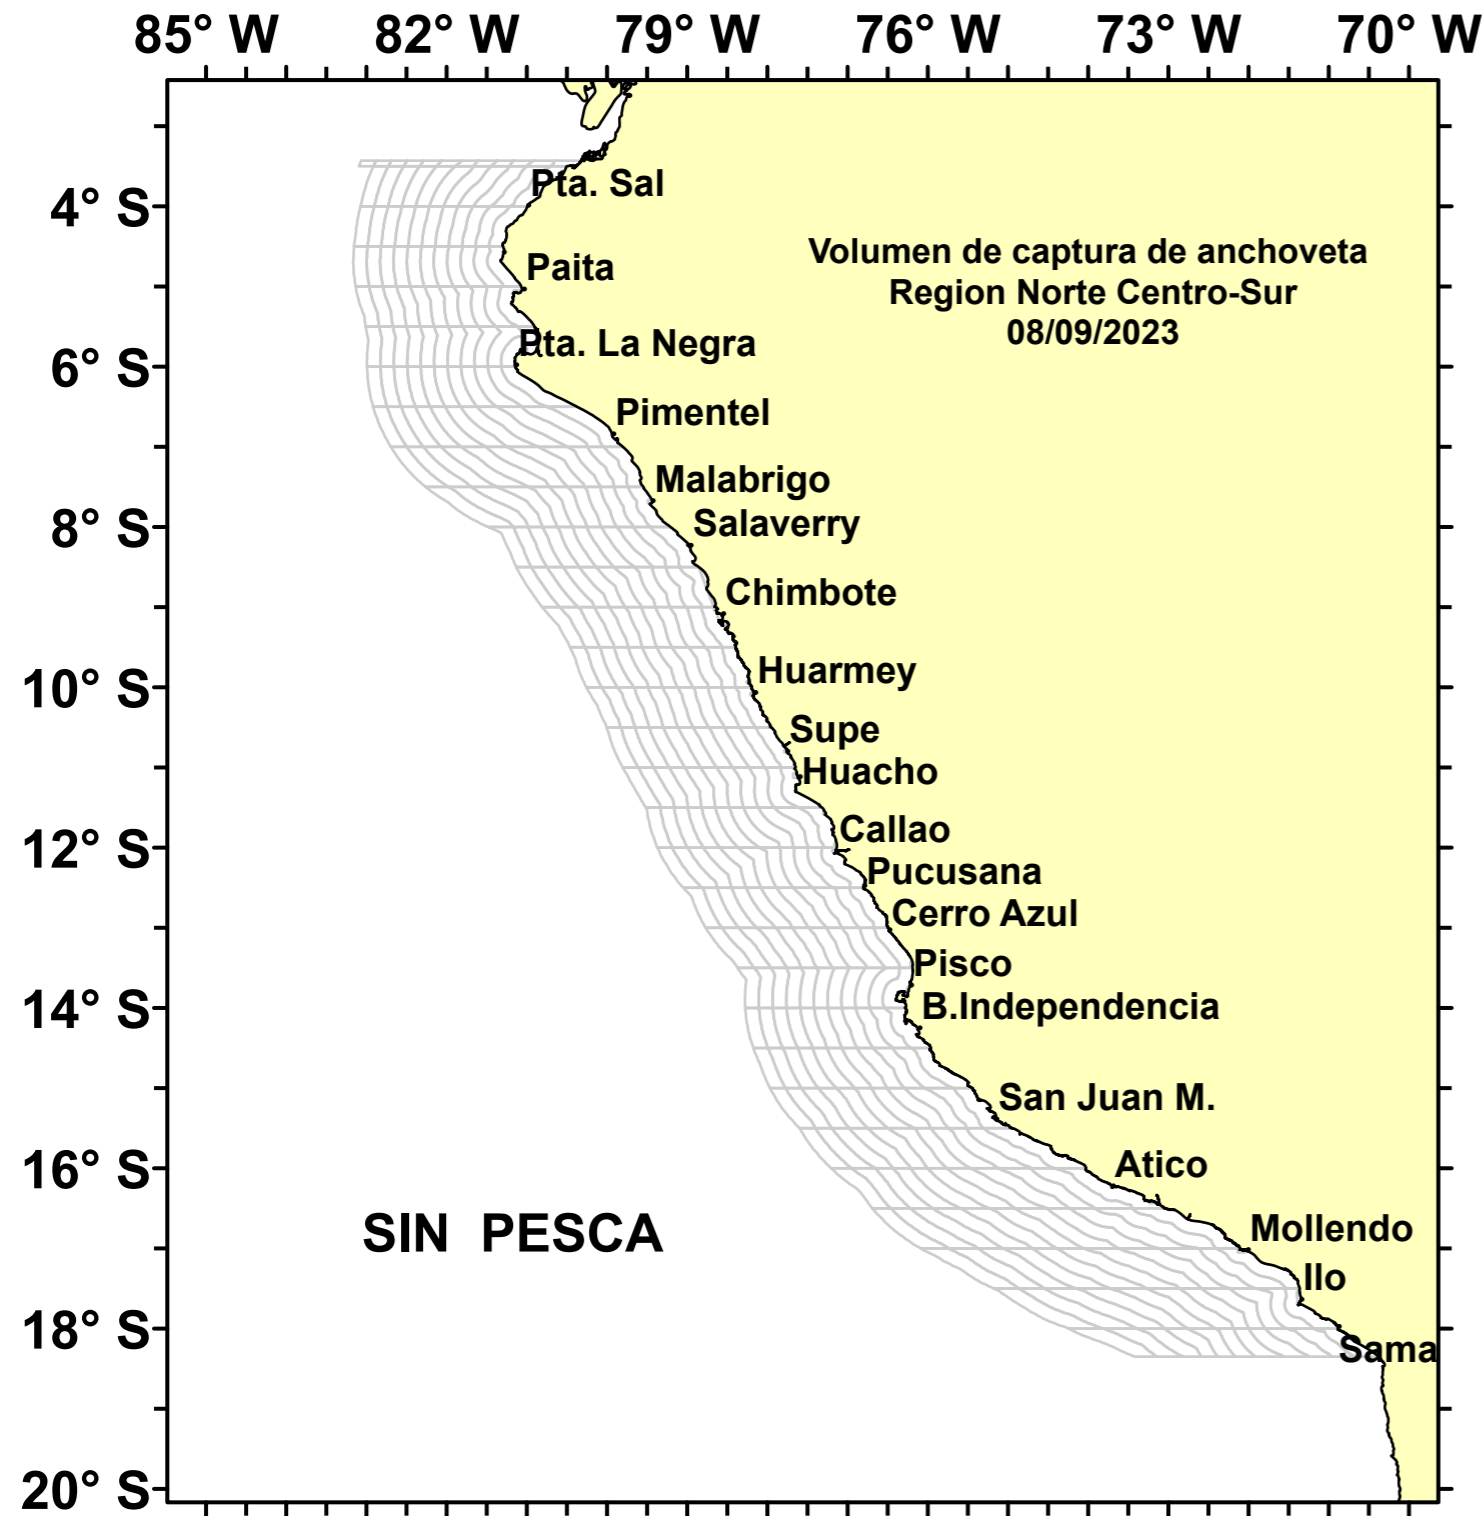 85° W 82° W 79° W 76° W 73° W 70° W
Pta. Sal
4° S
Volumen de captura de anchoveta
Region Norte Centro-Sur
08/09/2023
Paita
Pta. La Negra
6° S
Pimentel
Malabrigo
Salaverry
8° S
Chimbote
Huarmey
10° S
Supe
Huacho
Callao
12° S
Pucusana
Cerro Azul
Pisco
B.Independencia
14° S
San Juan M.
Atico
16° S
SIN PESCA
Mollendo
Ilo
18° S
Sama
20° S